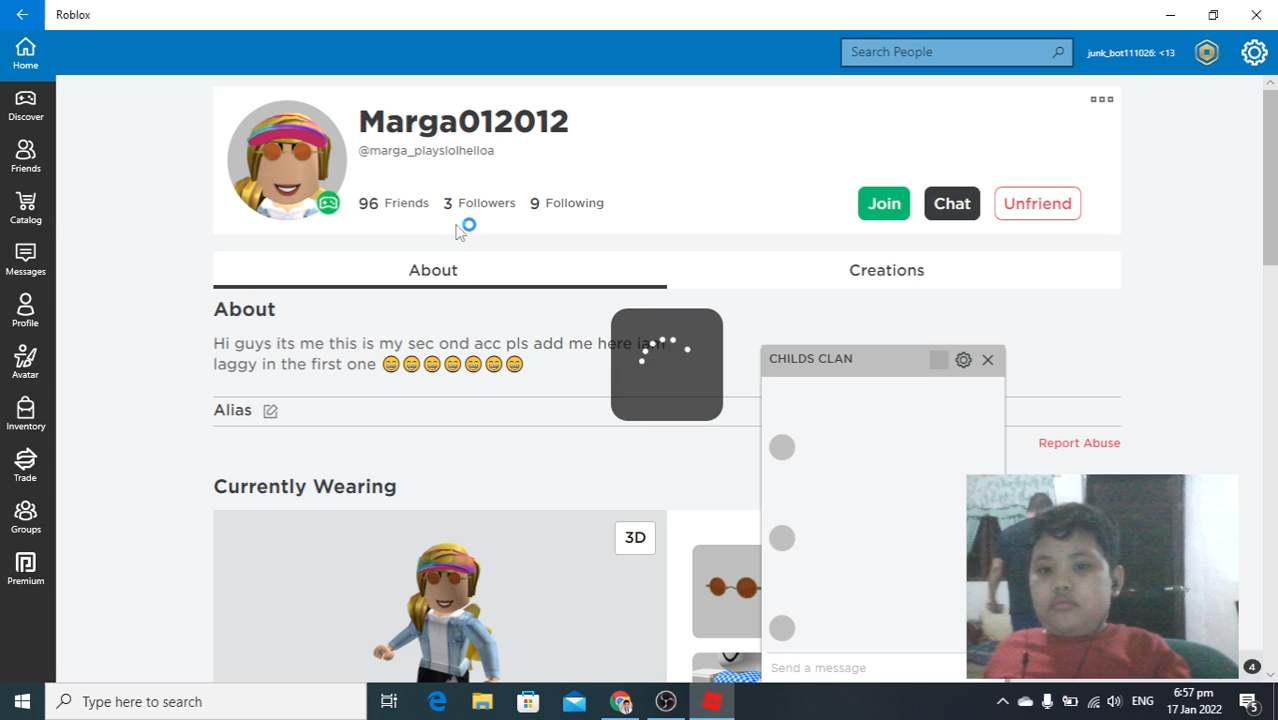 Roblox
Home
Search People
junk_bot111026: <13
Discover
Friends
Catalog
Messages
Profile
Avatar
Inventory
Trade
Groups
Premium
Marga012012
@marga_playslolhelloa
96 Friends 3 Followers 9 Following
Join
Chat
Unfriend
About
Creations
About
Hi guys its me this is my sec ond acc pls add me here iam
laggy in the first one 😁😁😁😁😁😁😁
Alias
Report Abuse
Currently Wearing
3D
CHILDS CLAN
Send a message
4
Type here to search
ENG
6:57 pm
17 Jan 2022
5